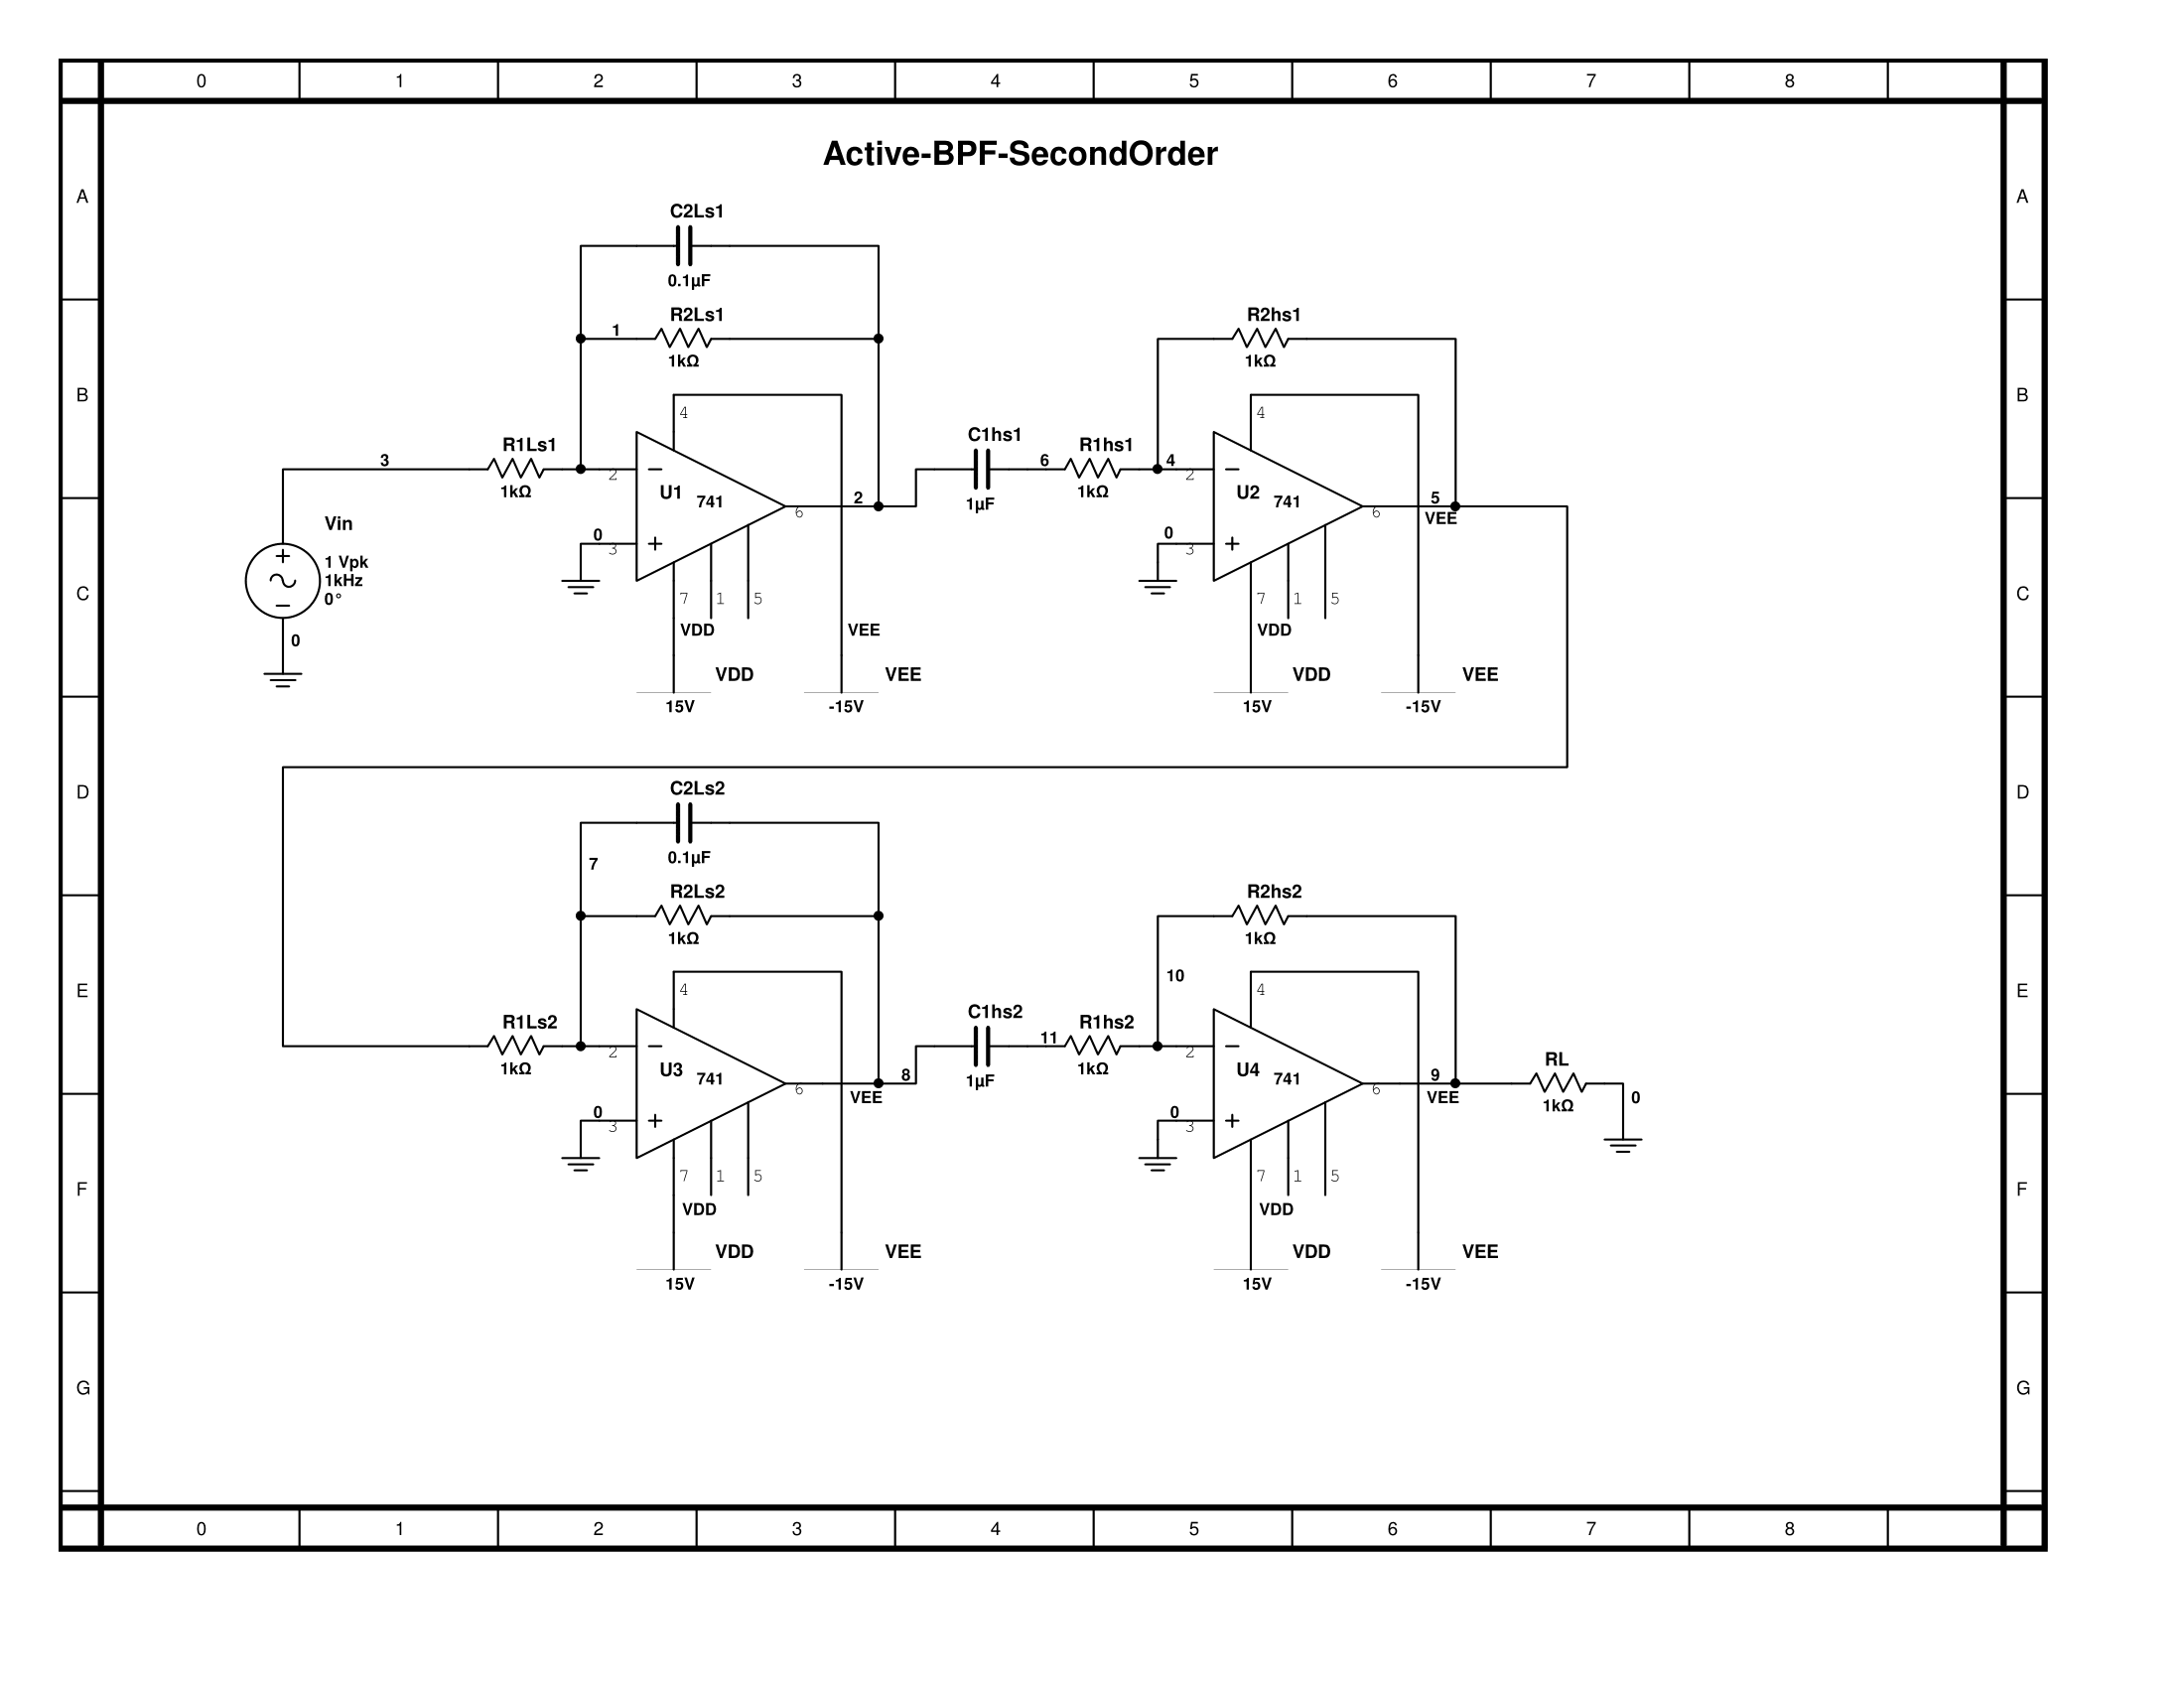 0 1 2 3 4 5 6 7 8
Active-BPF-SecondOrder
A A
C2Ls1
0.1µF
R2Ls1
1
1kΩ
R2hs1
1kΩ
B B
4
4
R1Ls1
3
1kΩ
2
U1 741
6
2
C1hs1
1µF
6
R1hs1
1kΩ
4
2
U2 741
6
5
VEE
0
3
0
3
Vin
1 Vpk
1kHz
0°
0
C C
7 1 5
VDD
VEE
7 1 5
VDD
VDD VEE VDD VEE
15V -15V 15V -15V
D D
C2Ls2
0.1µF
7
R2Ls2
1kΩ
R2hs2
1kΩ
10
E E
4
4
R1Ls2
1kΩ
2
U3 741
6
8
VEE
C1hs2
1µF
11
R1hs2
1kΩ
2
U4 741
6
9
VEE
RL
1kΩ
0
0
3
0
3
F F
7 1 5
VDD
7 1 5
VDD
VDD VEE VDD VEE
15V -15V 15V -15V
G G
0 1 2 3 4 5 6 7 8